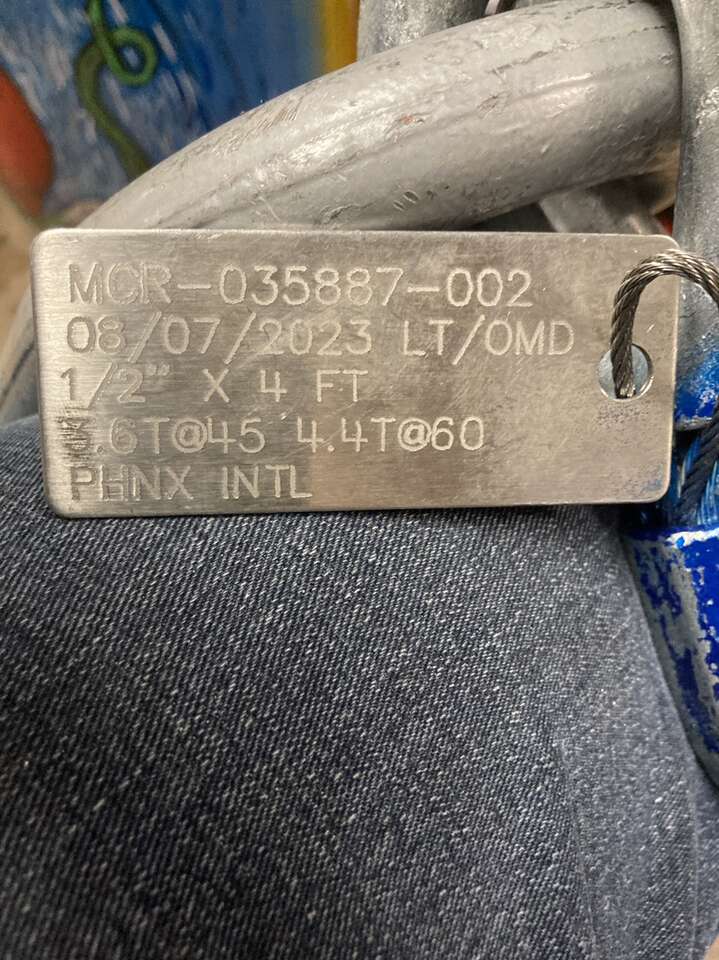 MCR-035887-002
08/07/2023 LT/OMD
1/2" X 4 FT
4.4T@60
PHNX INTL